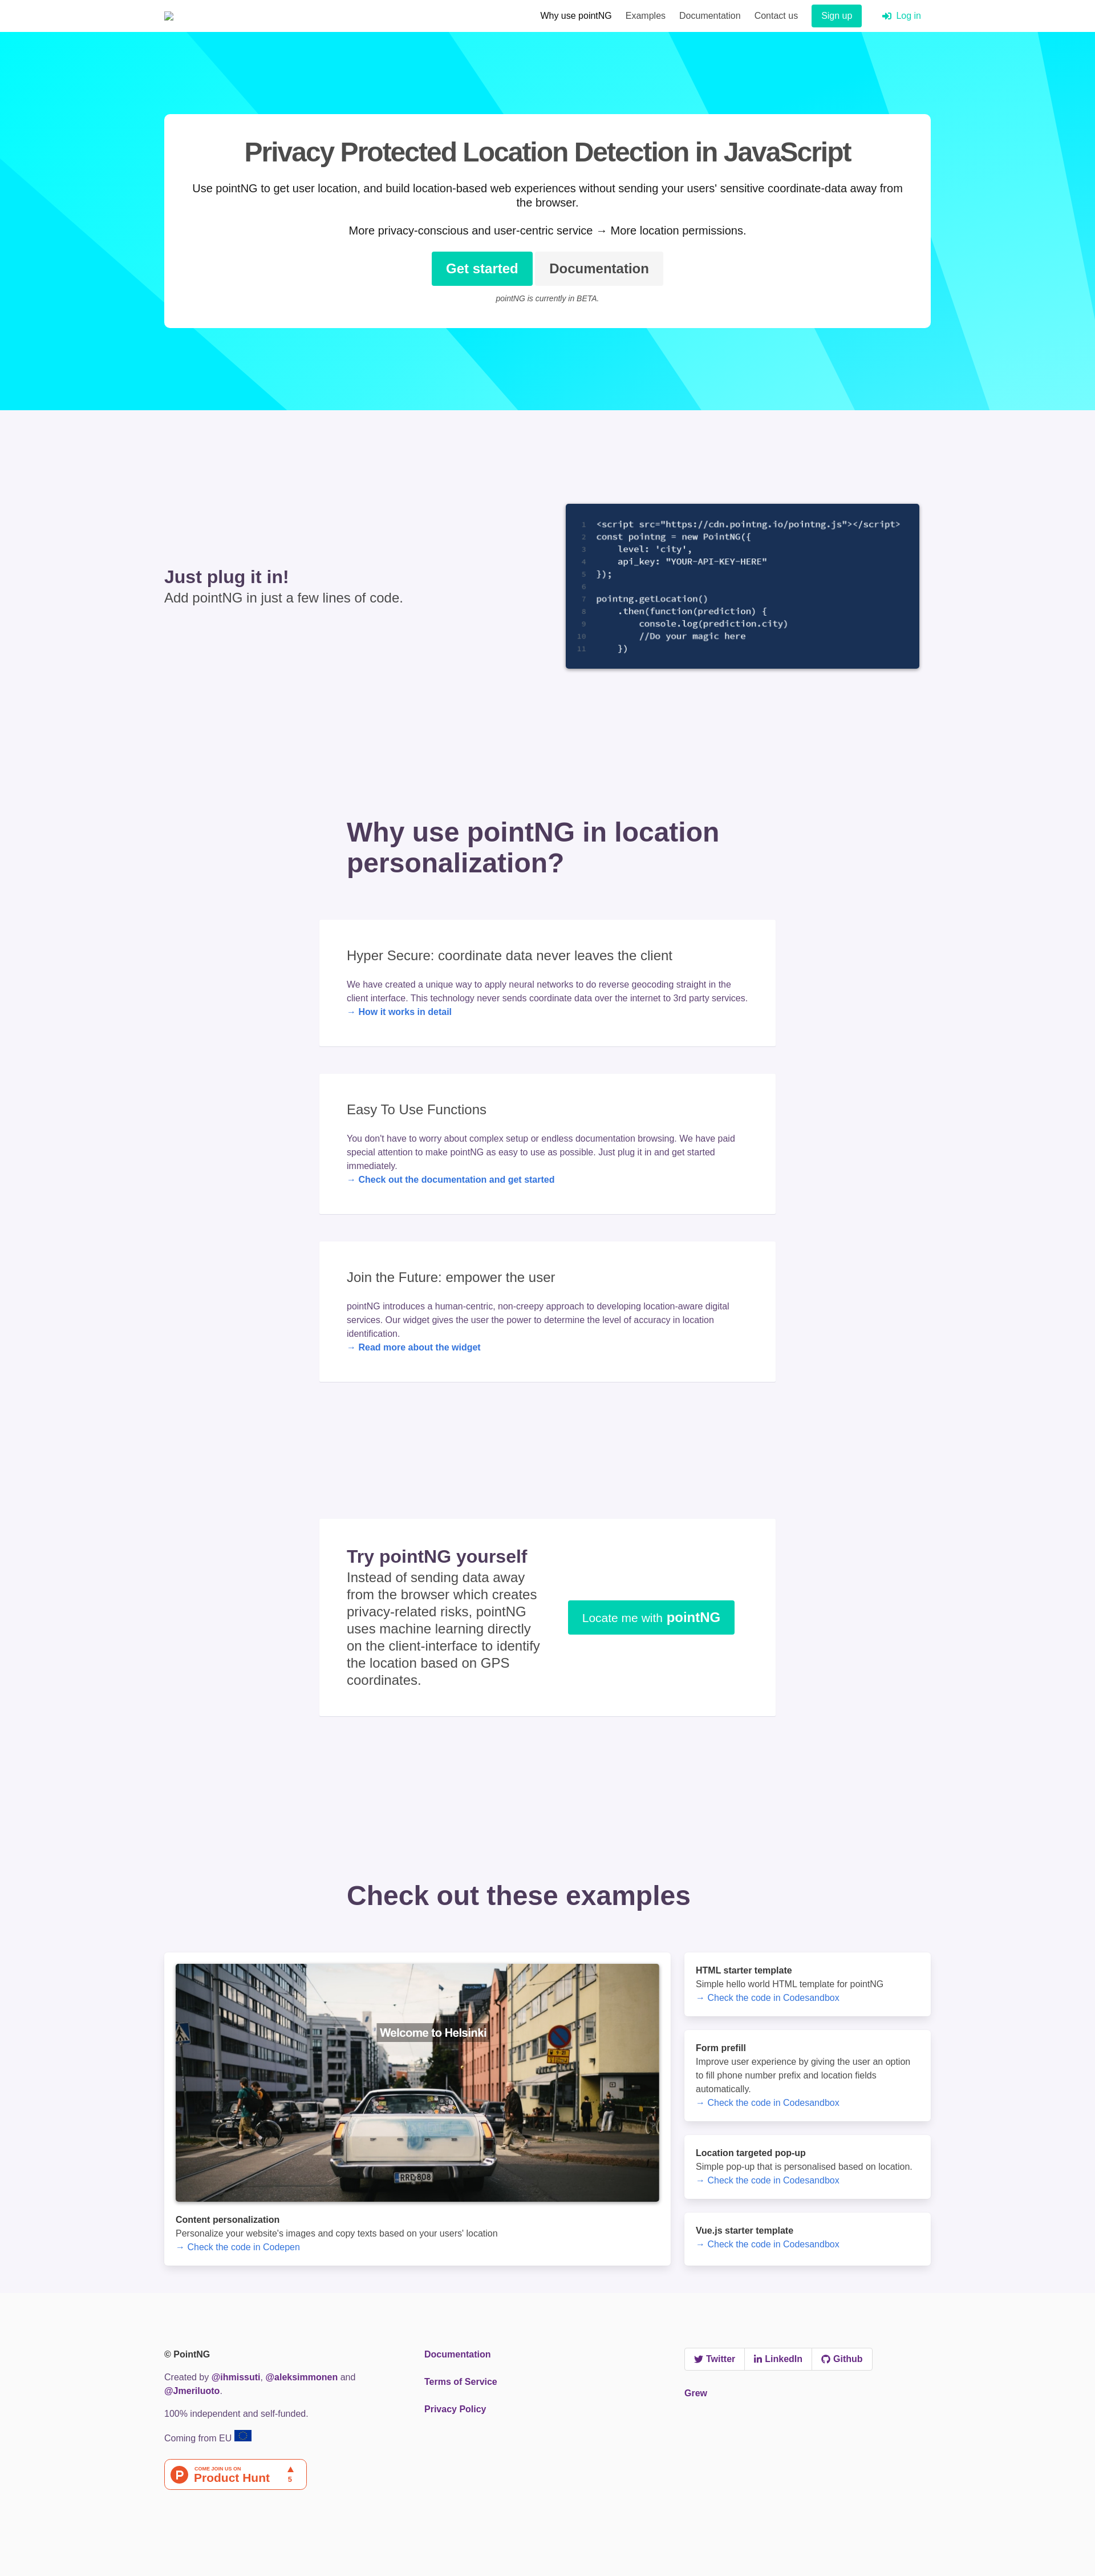 Why use pointNG Examples Documentation Contact us Sign up Log in
Privacy Protected Location Detection in JavaScript
Use pointNG to get user location, and build location-based web experiences without sending your users' sensitive coordinate-data away from
the browser.
More privacy-conscious and user-centric service → More location permissions.
Get started Documentation
pointNG is currently in BETA.
Just plug it in!
Add pointNG in just a few lines of code.
1 <script src="https://cdn.pointng.io/pointng.js"></script>
2 const pointng = new PointNG({
3 level: 'city',
4 api_key: "YOUR-API-KEY-HERE"
5 });
6
7 pointng.getLocation()
8 .then(function(prediction) {
9 console.log(prediction.city)
10 //Do your magic here
11 })
Why use pointNG in location
personalization?
Hyper Secure: coordinate data never leaves the client
We have created a unique way to apply neural networks to do reverse geocoding straight in the
client interface. This technology never sends coordinate data over the internet to 3rd party services.
→ How it works in detail
Easy To Use Functions
You don't have to worry about complex setup or endless documentation browsing. We have paid
special attention to make pointNG as easy to use as possible. Just plug it in and get started
immediately.
→ Check out the documentation and get started
Join the Future: empower the user
pointNG introduces a human-centric, non-creepy approach to developing location-aware digital
services. Our widget gives the user the power to determine the level of accuracy in location
identification.
→ Read more about the widget
Try pointNG yourself
Instead of sending data away
from the browser which creates
privacy-related risks, pointNG
uses machine learning directly
on the client-interface to identify
the location based on GPS
coordinates.
Locate me with pointNG
Check out these examples
Welcome to Helsinki
RRD 808
Content personalization
Personalize your website's images and copy texts based on your users' location
→ Check the code in Codepen
HTML starter template
Simple hello world HTML template for pointNG
→ Check the code in Codesandbox
Form prefill
Improve user experience by giving the user an option
to fill phone number prefix and location fields
automatically.
→ Check the code in Codesandbox
Location targeted pop-up
Simple pop-up that is personalised based on location.
→ Check the code in Codesandbox
Vue.js starter template
→ Check the code in Codesandbox
© PointNG
Created by @ihmissuti, @aleksimmonen and
@Jmeriluoto.
100% independent and self-funded.
Coming from EU
P COME JOIN US ON
Product Hunt
▲
5
Documentation
Terms of Service
Privacy Policy
Twitter LinkedIn Github
Grew